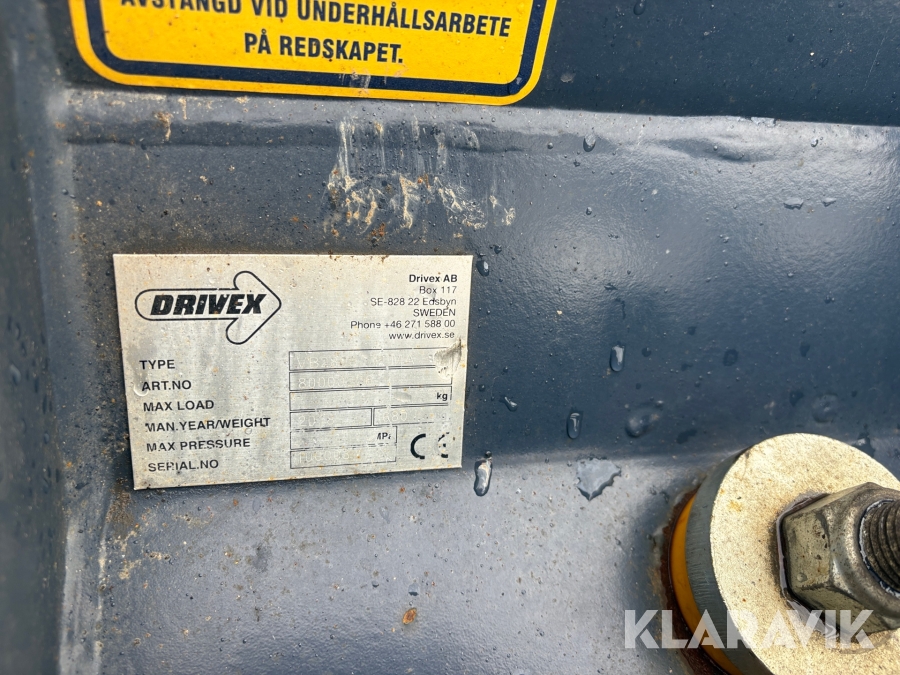 AVSTÄNGD VID UNDERHÅLLSARBETE
PÅ REDSKAPET.
DRIVEX
Drivex AB
Box 117
SE-828 22 Edsbyn
SWEDEN
Phone +46 271 588 00
www.drivex.se
TYPE
ART.NO
MAX LOAD kg
MAN.YEAR/WEIGHT
MAX PRESSURE MPa
SERIAL.NO
CE
KLARAVIK